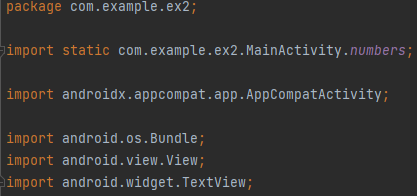 package com.example.ex2;
import static com.example.ex2.MainActivity.numbers;
import androidx.appcompat.app.AppCompatActivity;
import android.os.Bundle;
import android.view.View;
import android.widget.TextView;